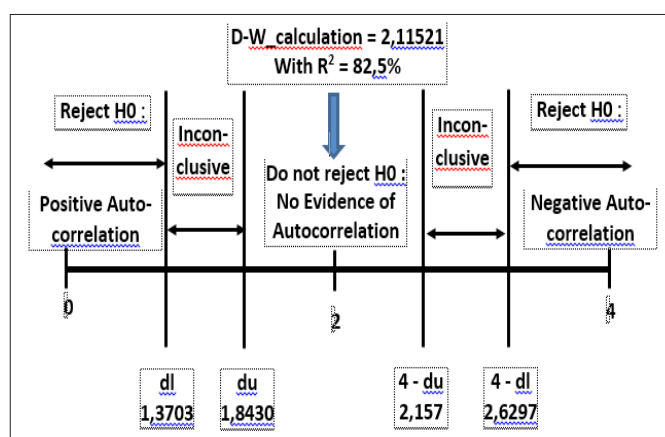 D-W_calculation = 2,11521
With R² = 82,5%
Reject H0 :
Incon-
clusive
Do not reject H0 :
No Evidence of
Autocorrelation
Incon-
clusive
Reject H0 :
Positive Auto-
correlation
Negative Auto-
correlation
0
2
4
dl
1,3703
du
1,8430
4 - du
2,157
4 - dl
2,6297